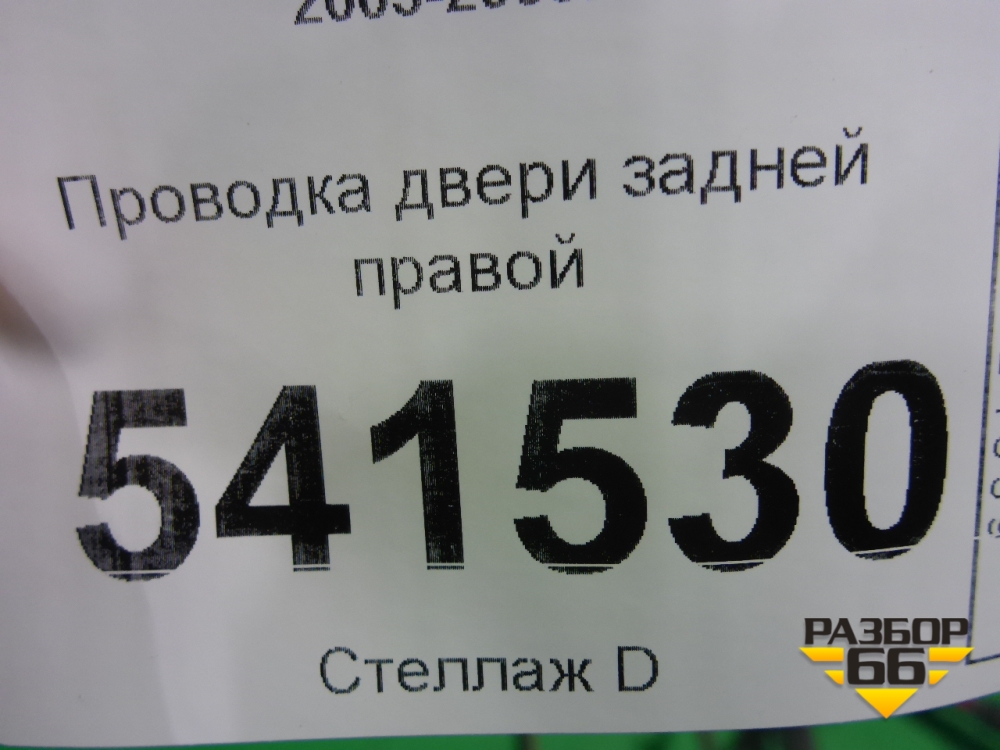 Проводка двери задней
правой
541530
Стеллаж D
РАЗБОР
66